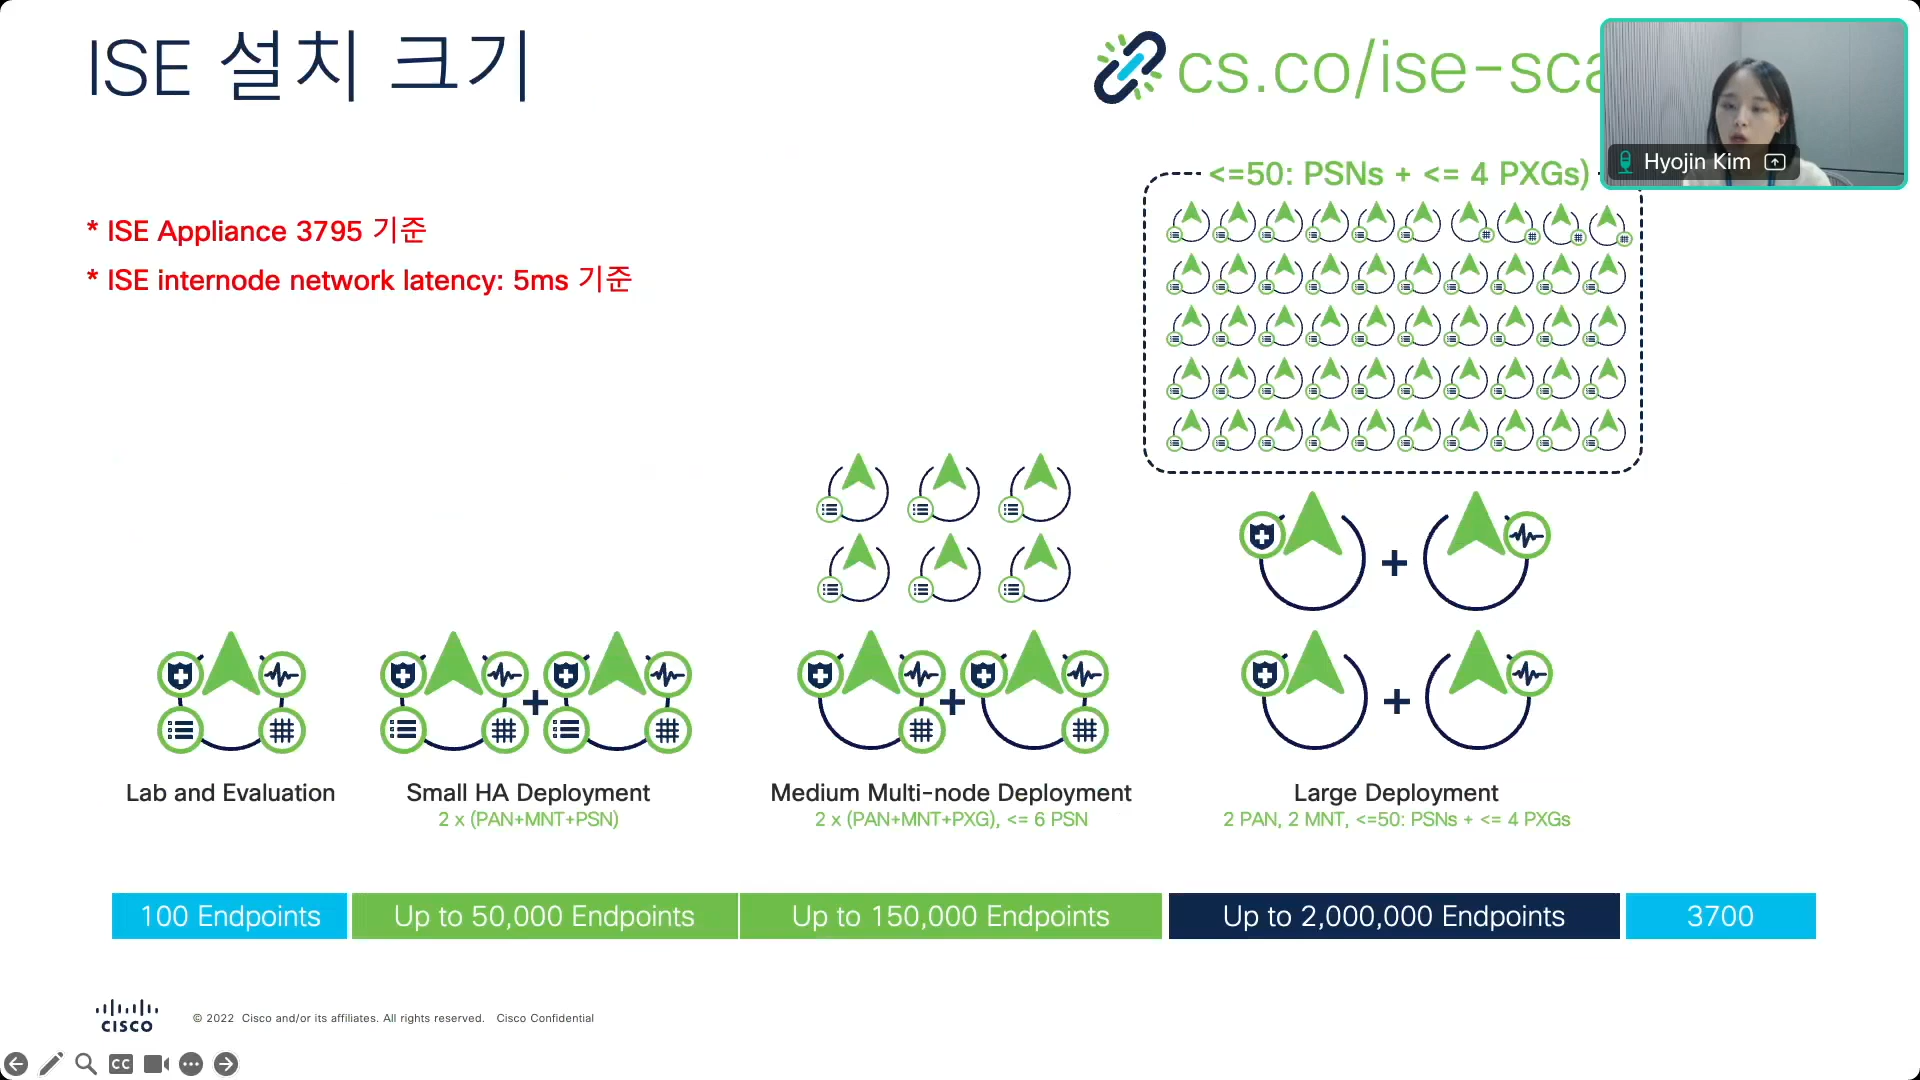 ISE 설치 크기
cs.co/ise-sca
Hyojin Kim
<=50: PSNs + <= 4 PXGs)
* ISE Appliance 3795 기준
* ISE internode network latency: 5ms 기준
Lab and Evaluation
Small HA Deployment
2 x (PAN+MNT+PSN)
Medium Multi-node Deployment
2 x (PAN+MNT+PXG), <= 6 PSN
Large Deployment
2 PAN, 2 MNT, <=50: PSNs + <= 4 PXGs
100 Endpoints
Up to 50,000 Endpoints
Up to 150,000 Endpoints
Up to 2,000,000 Endpoints
3700
CISCO
© 2022 Cisco and/or its affiliates. All rights reserved. Cisco Confidential
CC